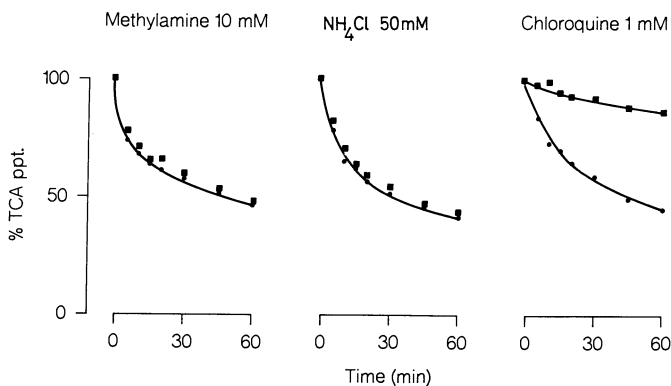 Methylamine 10 mM
NH₄Cl 50mM
Chloroquine 1 mM
% TCA ppt.
100
50
0
0 30 60
0 30 60
0 30 60
Time (min)